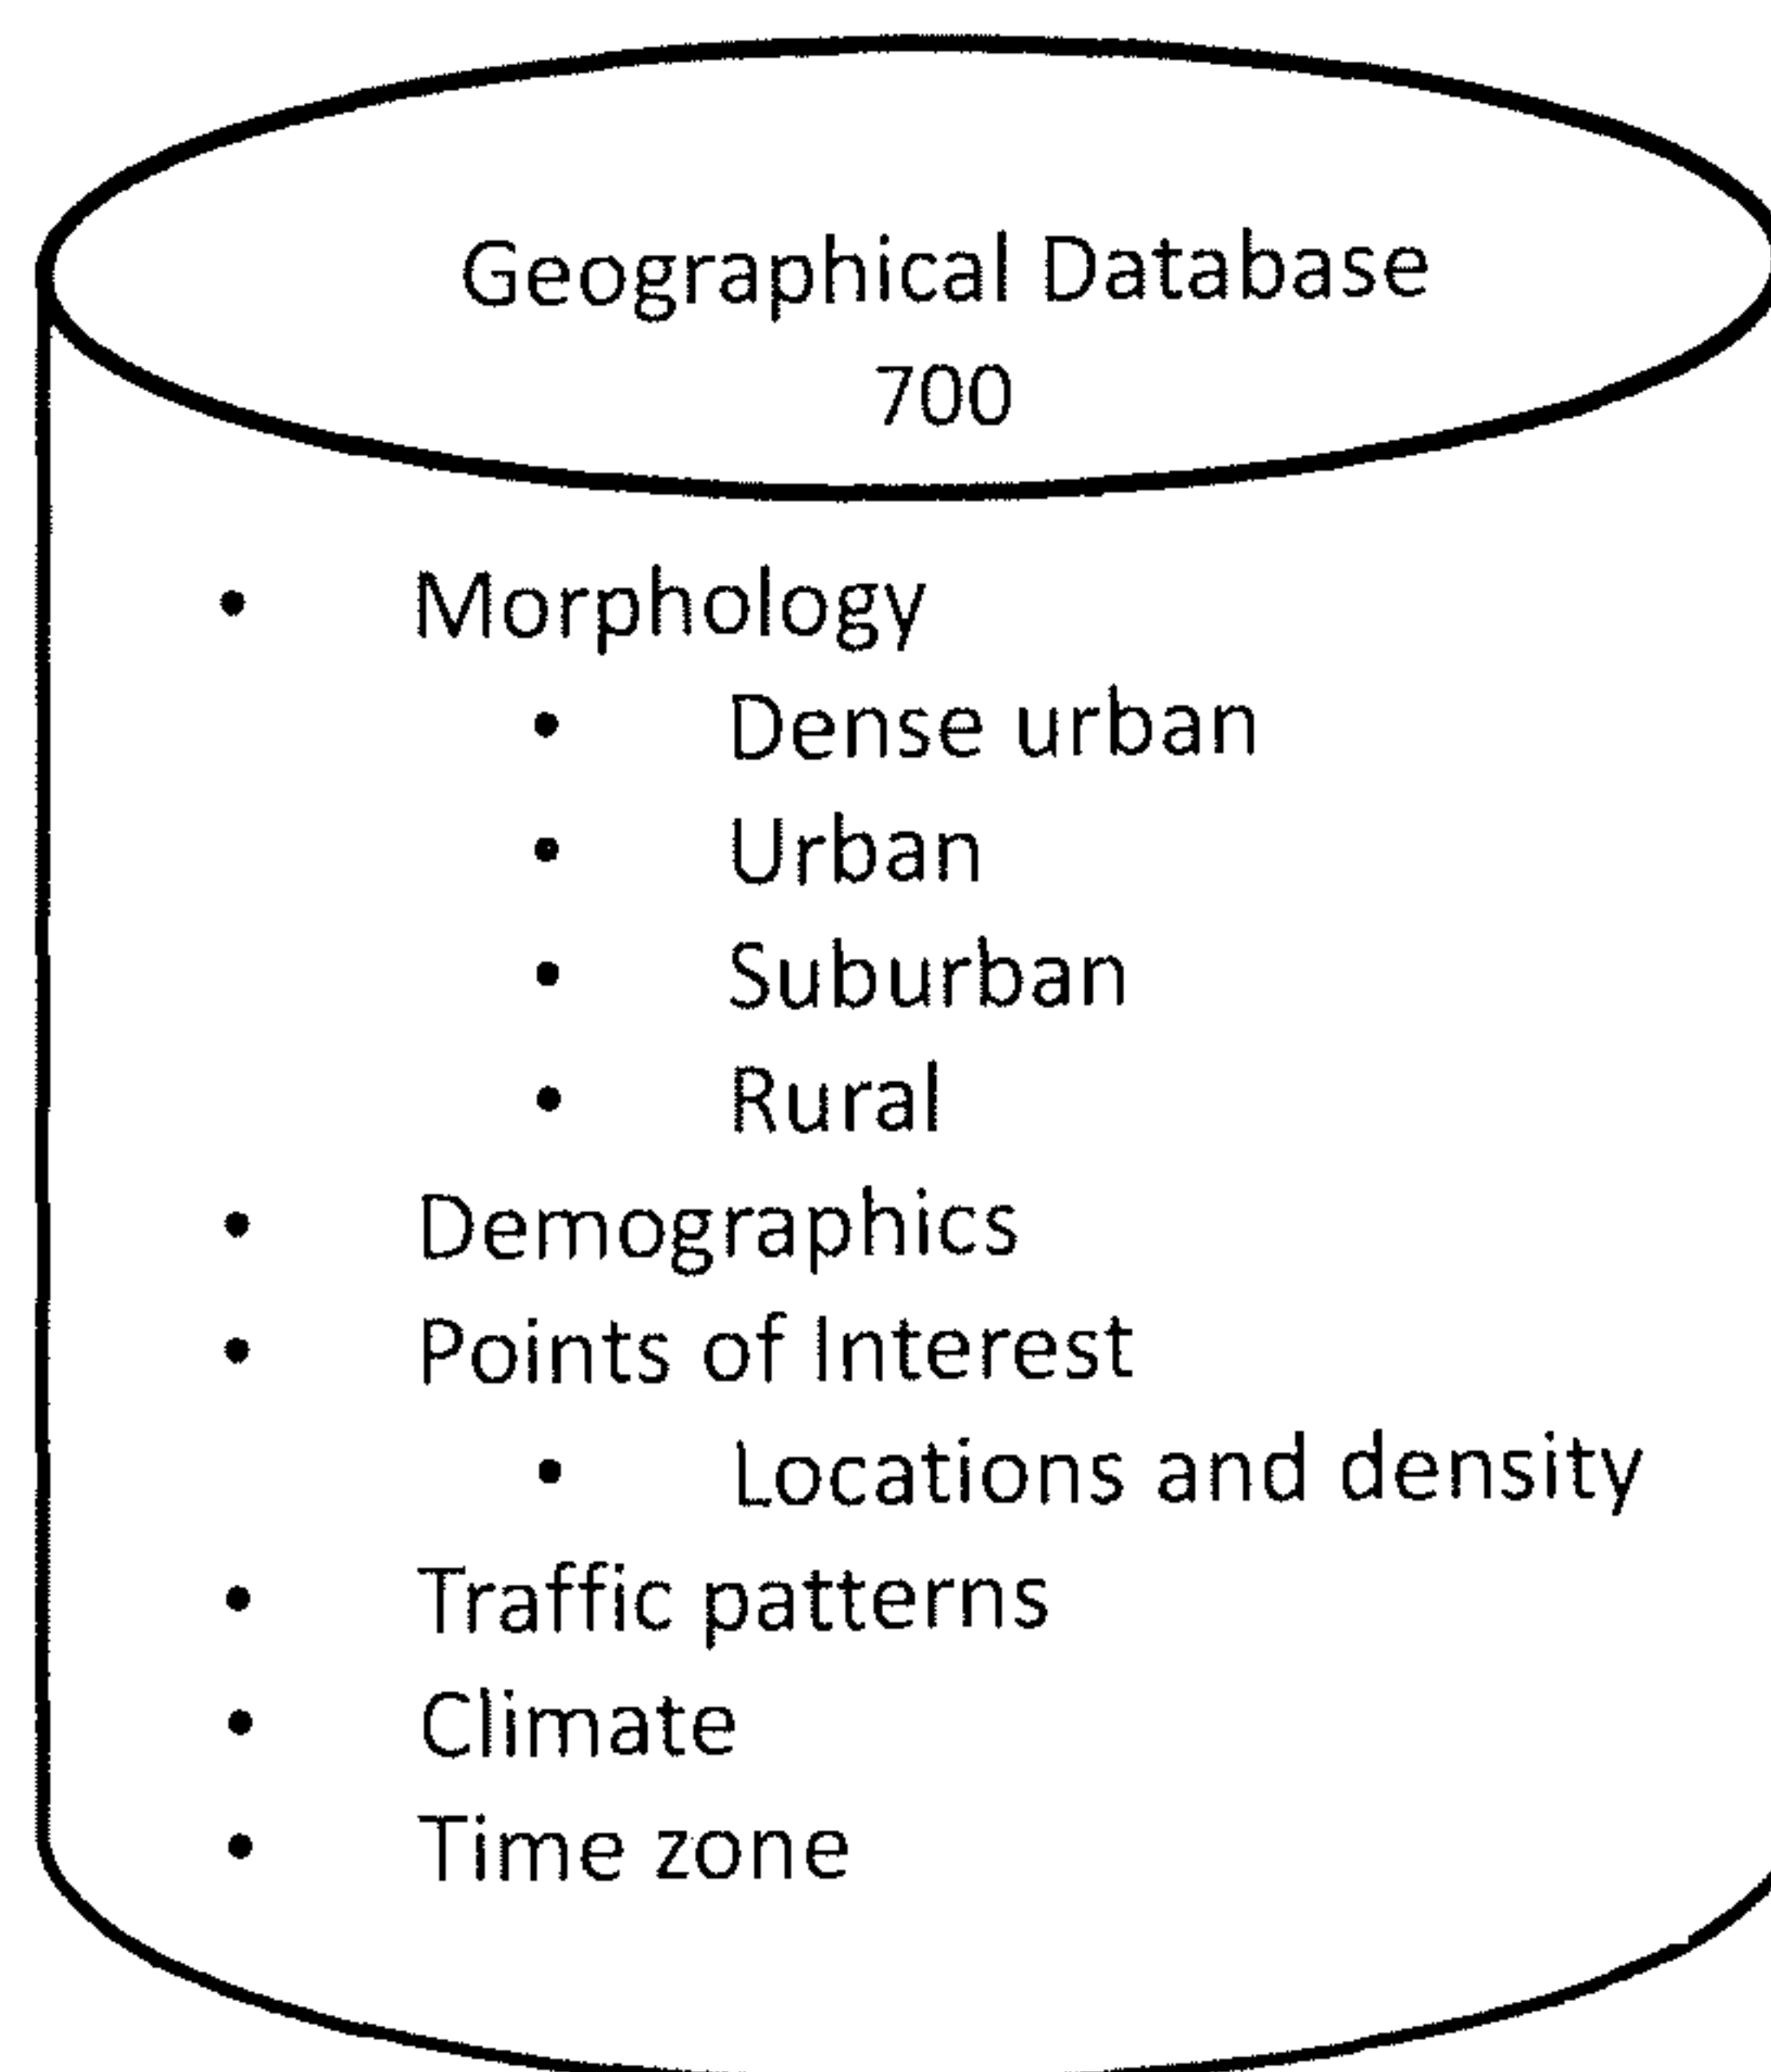 Geographical Database
700
• Morphology
• Dense urban
• Urban
• Suburban
• Rural
• Demographics
• Points of Interest
• Locations and density
• Traffic patterns
• Climate
• Time zone